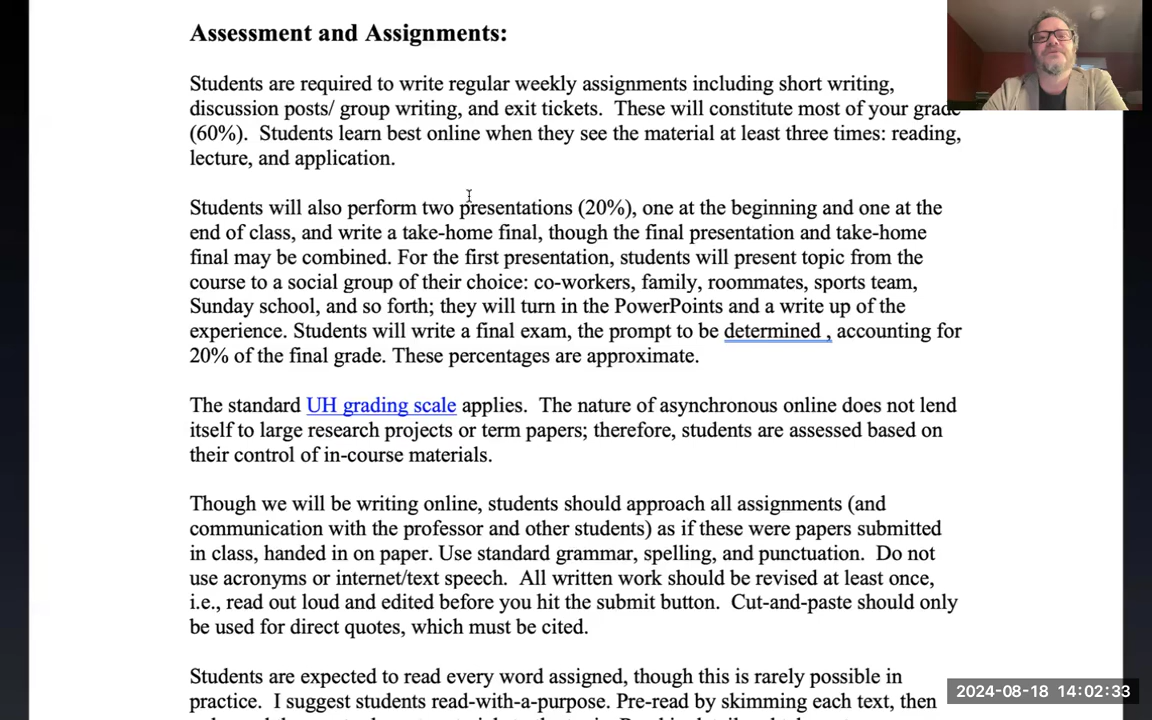 Assessment and Assignments:
Students are required to write regular weekly assignments including short writing,
discussion posts/ group writing, and exit tickets.  These will constitute most of your grade
(60%).  Students learn best online when they see the material at least three times: reading,
lecture, and application.
Students will also perform two presentations (20%), one at the beginning and one at the
end of class, and write a take-home final, though the final presentation and take-home
final may be combined. For the first presentation, students will present topic from the
course to a social group of their choice: co-workers, family, roommates, sports team,
Sunday school, and so forth; they will turn in the PowerPoints and a write up of the
experience. Students will write a final exam, the prompt to be determined , accounting for
20% of the final grade. These percentages are approximate.
The standard UH grading scale applies.  The nature of asynchronous online does not lend
itself to large research projects or term papers; therefore, students are assessed based on
their control of in-course materials.
Though we will be writing online, students should approach all assignments (and
communication with the professor and other students) as if these were papers submitted
in class, handed in on paper. Use standard grammar, spelling, and punctuation.  Do not
use acronyms or internet/text speech.  All written work should be revised at least once,
i.e., read out loud and edited before you hit the submit button.  Cut-and-paste should only
be used for direct quotes, which must be cited.
Students are expected to read every word assigned, though this is rarely possible in
practice.  I suggest students read-with-a-purpose. Pre-read by skimming each text, then
2024-08-18 14:02:33